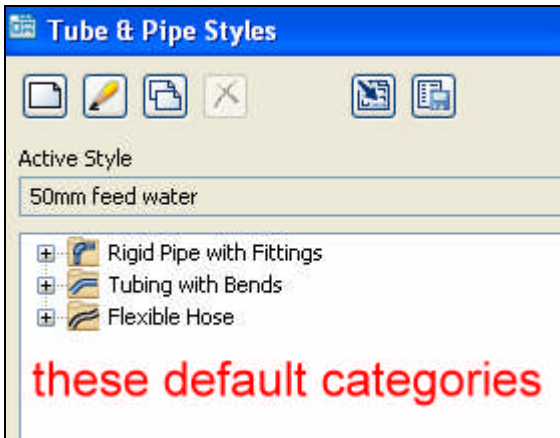 Tube & Pipe Styles
Active Style
50mm feed water
Rigid Pipe with Fittings
Tubing with Bends
Flexible Hose
these default categories